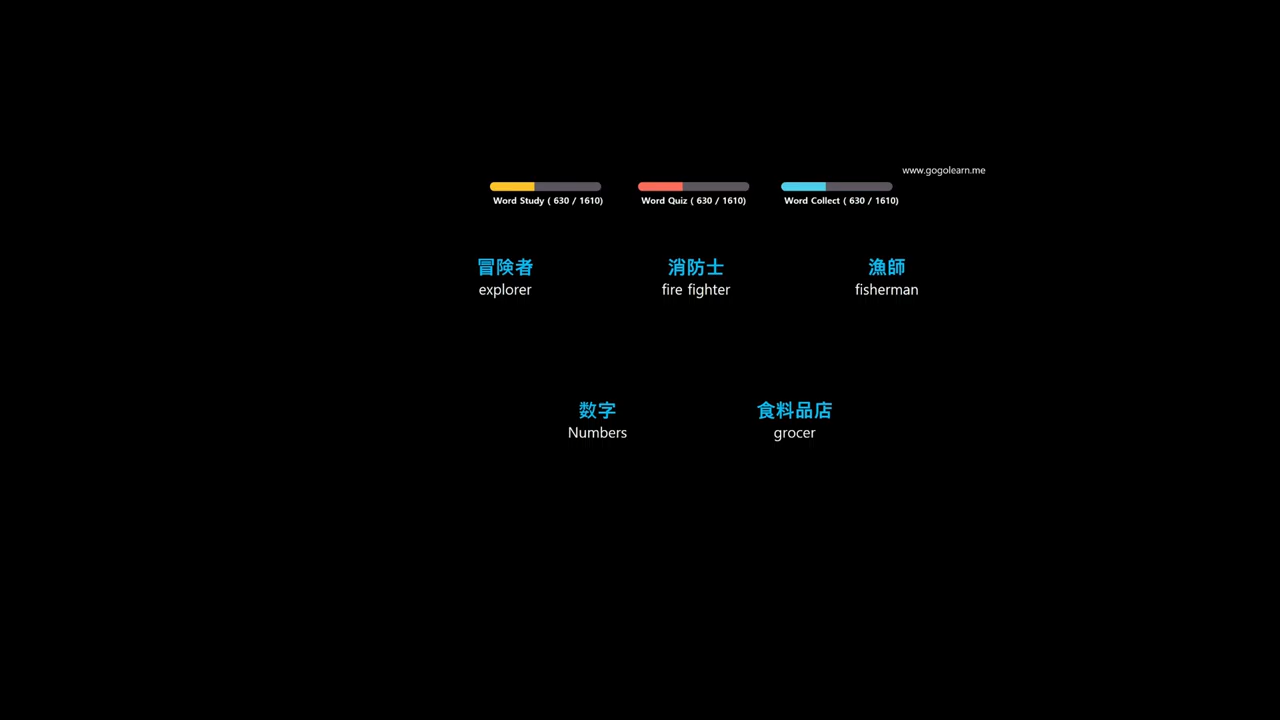 www.gogolearn.me
Word Study ( 630 / 1610)
Word Quiz ( 630 / 1610)
Word Collect ( 630 / 1610)
冒険者
explorer
消防士
fire fighter
漁師
fisherman
数字
Numbers
食料品店
grocer